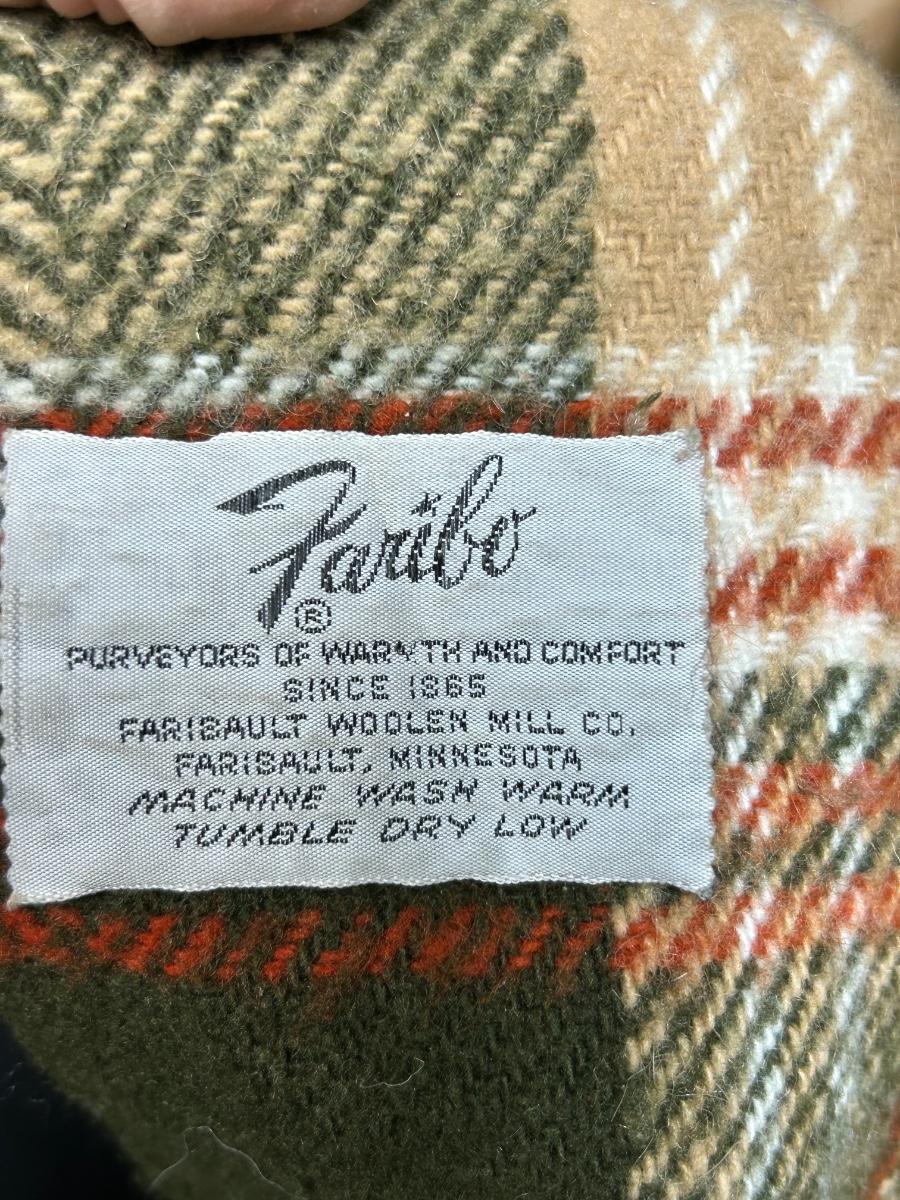 Faribo
®
PURVEYORS OF WARMTH AND COMFORT
SINCE 1865
FARIBAULT WOOLEN MILL CO.
FARIBAULT, MINNESOTA
MACHINE WASH WARM
TUMBLE DRY LOW